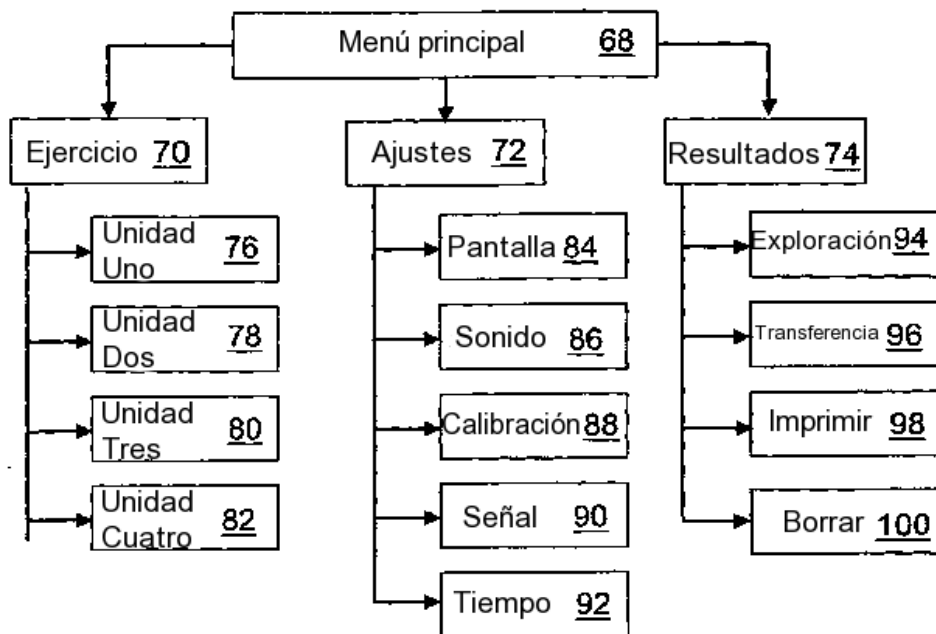 Menú principal 68
Ejercicio 70
Unidad
Uno 76
Unidad
Dos 78
Unidad
Tres 80
Unidad
Cuatro 82
Ajustes 72
Pantalla 84
Sonido 86
Calibración 88
Señal 90
Tiempo 92
Resultados 74
Exploración 94
Transferencia 96
Imprimir 98
Borrar 100